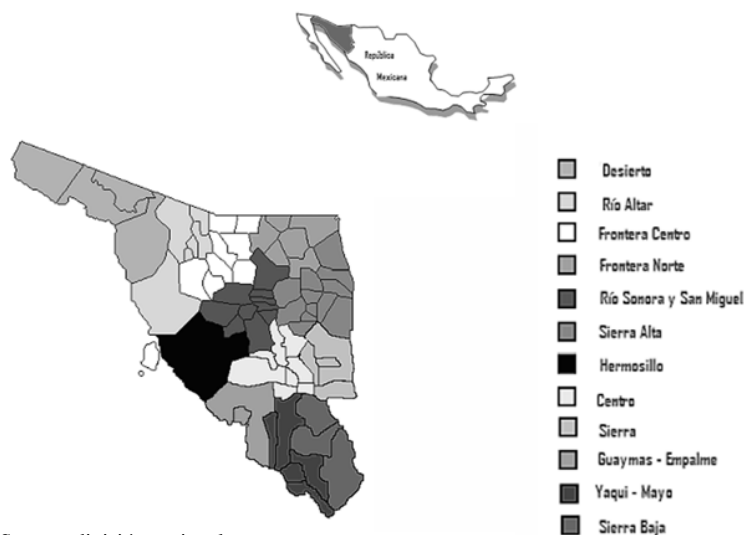 República
Mexicana
Desierto
Río Altar
Frontera Centro
Frontera Norte
Río Sonora y San Miguel
Sierra Alta
Hermosillo
Centro
Sierra
Guaymas - Empalme
Yaqui - Mayo
Sierra Baja